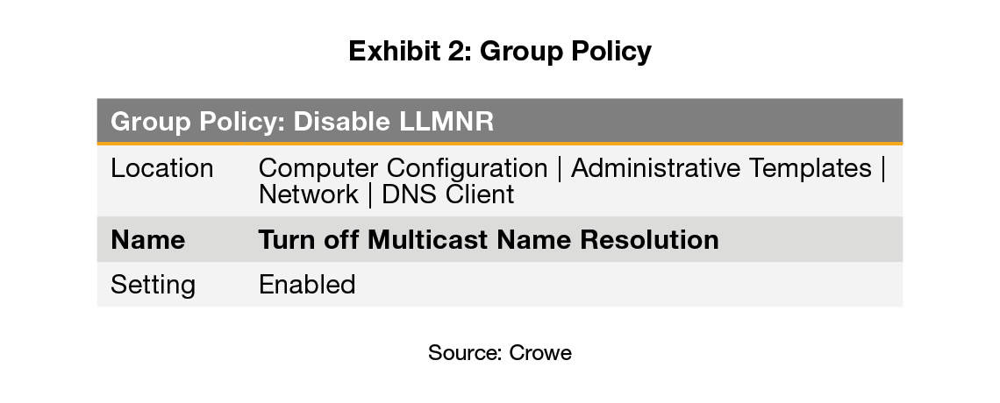 Exhibit 2: Group Policy
Group Policy: Disable LLMNR
Location Computer Configuration | Administrative Templates |
Network | DNS Client
Name Turn off Multicast Name Resolution
Setting Enabled
Source: Crowe